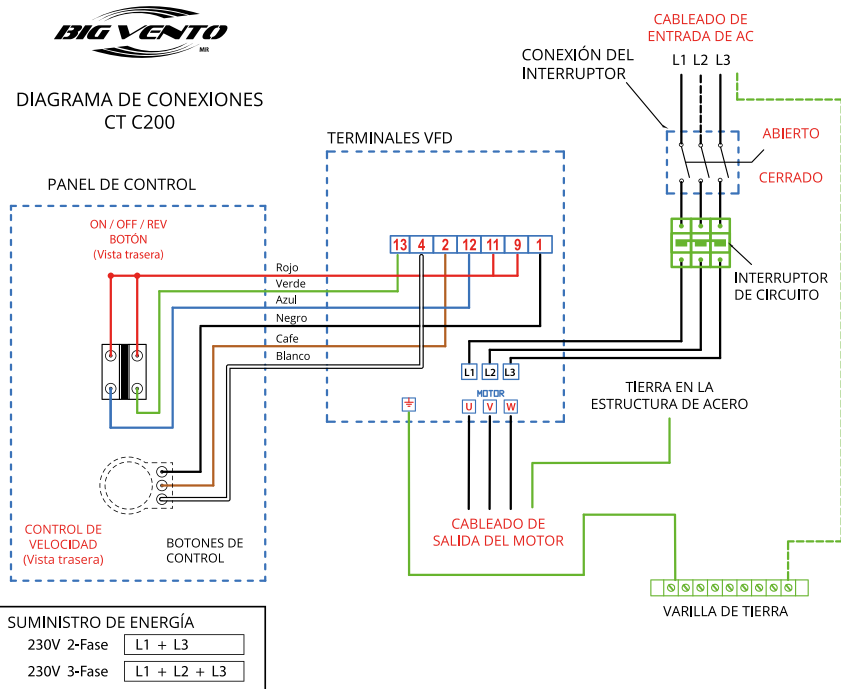 BIG VENTO
MR
DIAGRAMA DE CONEXIONES
CT C200
CABLEADO DE
ENTRADA DE AC
L1 L2 L3
CONEXIÓN DEL
INTERRUPTOR
ABIERTO
CERRADO
INTERRUPTOR
DE CIRCUITO
TERMINALES VFD
13 4 2 12 11 9 1
PANEL DE CONTROL
ON / OFF / REV
BOTÓN
(Vista trasera)
Rojo
Verde
Azul
Negro
Cafe
Blanco
L1 L2 L3
MOTOR
U V W
TIERRA EN LA
ESTRUCTURA DE ACERO
CABLEADO DE
SALIDA DEL MOTOR
CONTROL DE
VELOCIDAD
(Vista trasera)
BOTONES DE
CONTROL
VARILLA DE TIERRA
SUMINISTRO DE ENERGÍA
230V 2-Fase L1 + L3
230V 3-Fase L1 + L2 + L3